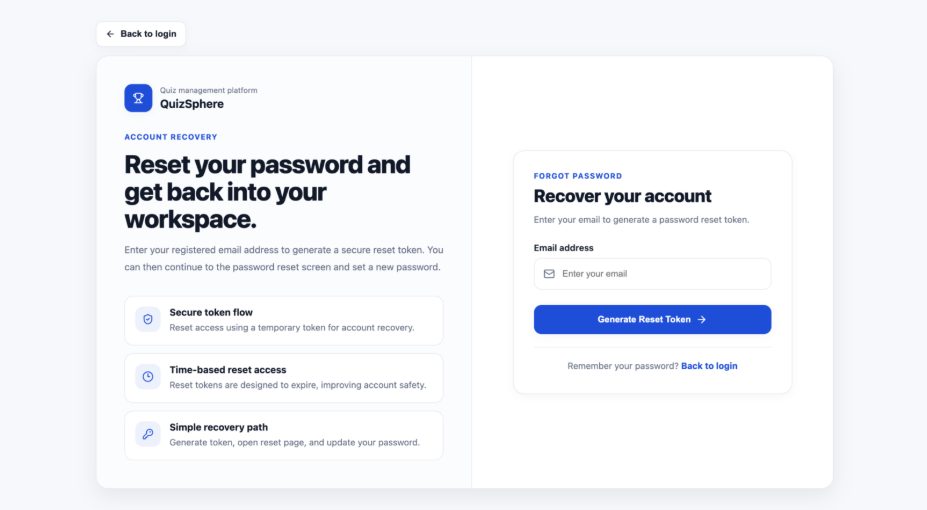 Back to login
Quiz management platform
QuizSphere
ACCOUNT RECOVERY
Reset your password and
get back into your
workspace.
Enter your registered email address to generate a secure reset token. You
can then continue to the password reset screen and set a new password.
Secure token flow
Reset access using a temporary token for account recovery.
Time-based reset access
Reset tokens are designed to expire, improving account safety.
Simple recovery path
Generate token, open reset page, and update your password.
FORGOT PASSWORD
Recover your account
Enter your email to generate a password reset token.
Email address
Enter your email
Generate Reset Token
Remember your password? Back to login